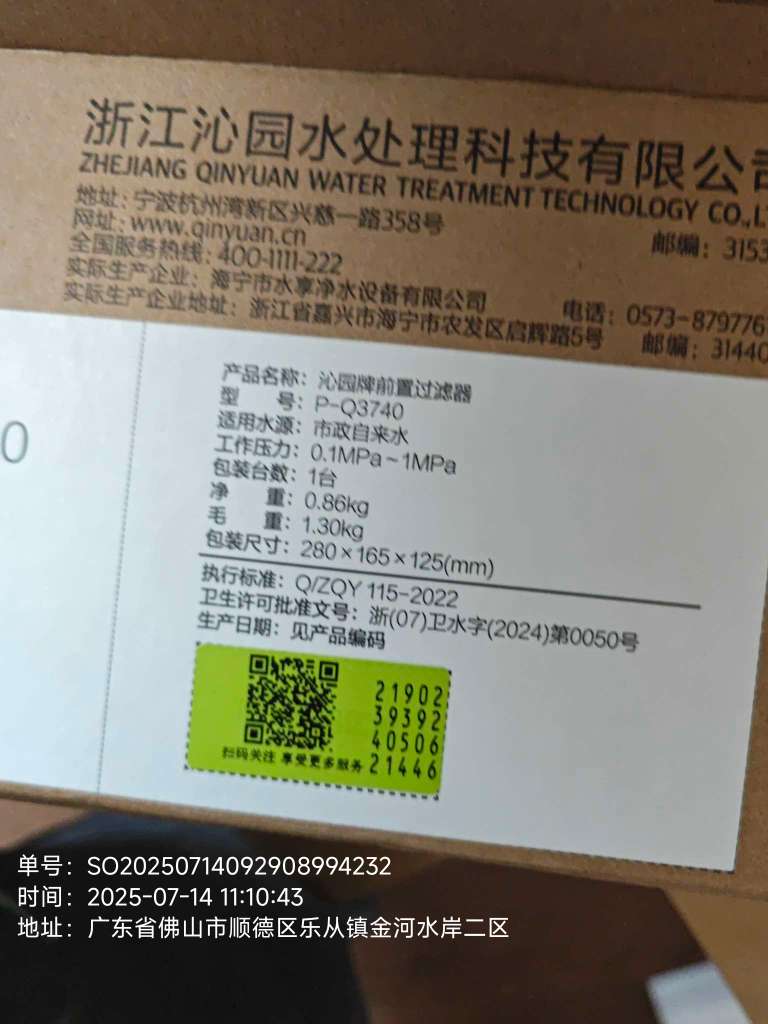 浙江沁园水处理科技有限公司
ZHEJIANG QINYUAN WATER TREATMENT TECHNOLOGY CO.,L
地址: 宁波杭州湾新区兴慈一路358号
邮编: 3153
网址: www.qinyuan.cn
全国服务热线: 400-1111-222
实际生产企业: 海宁市水享净水设备有限公司
电话: 0573-879776
实际生产企业地址: 浙江省嘉兴市海宁市农发区启辉路5号
邮编: 31440
0
产品名称: 沁园牌前置过滤器
型 号: P-Q3740
适用水源: 市政自来水
工作压力: 0.1MPa~1MPa
包装台数: 1台
净 重: 0.86kg
毛 重: 1.30kg
包装尺寸: 280×165×125(mm)
执行标准: Q/ZQY 115-2022
卫生许可批准文号: 浙(07)卫水字(2024)第0050号
生产日期: 见产品编码
21902
39392
40506
21446
扫码关注 享受更多服务
单号: SO20250714092908994232
时间: 2025-07-14 11:10:43
地址: 广东省佛山市顺德区乐从镇金河水岸二区